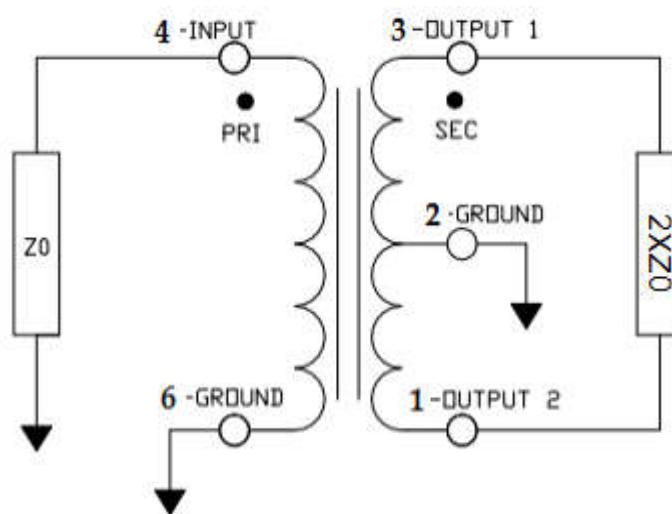 4 -INPUT
3-OUTPUT 1
PRI
SEC
2 -GROUND
Z0
2XZ0
6 -GROUND
1-OUTPUT 2